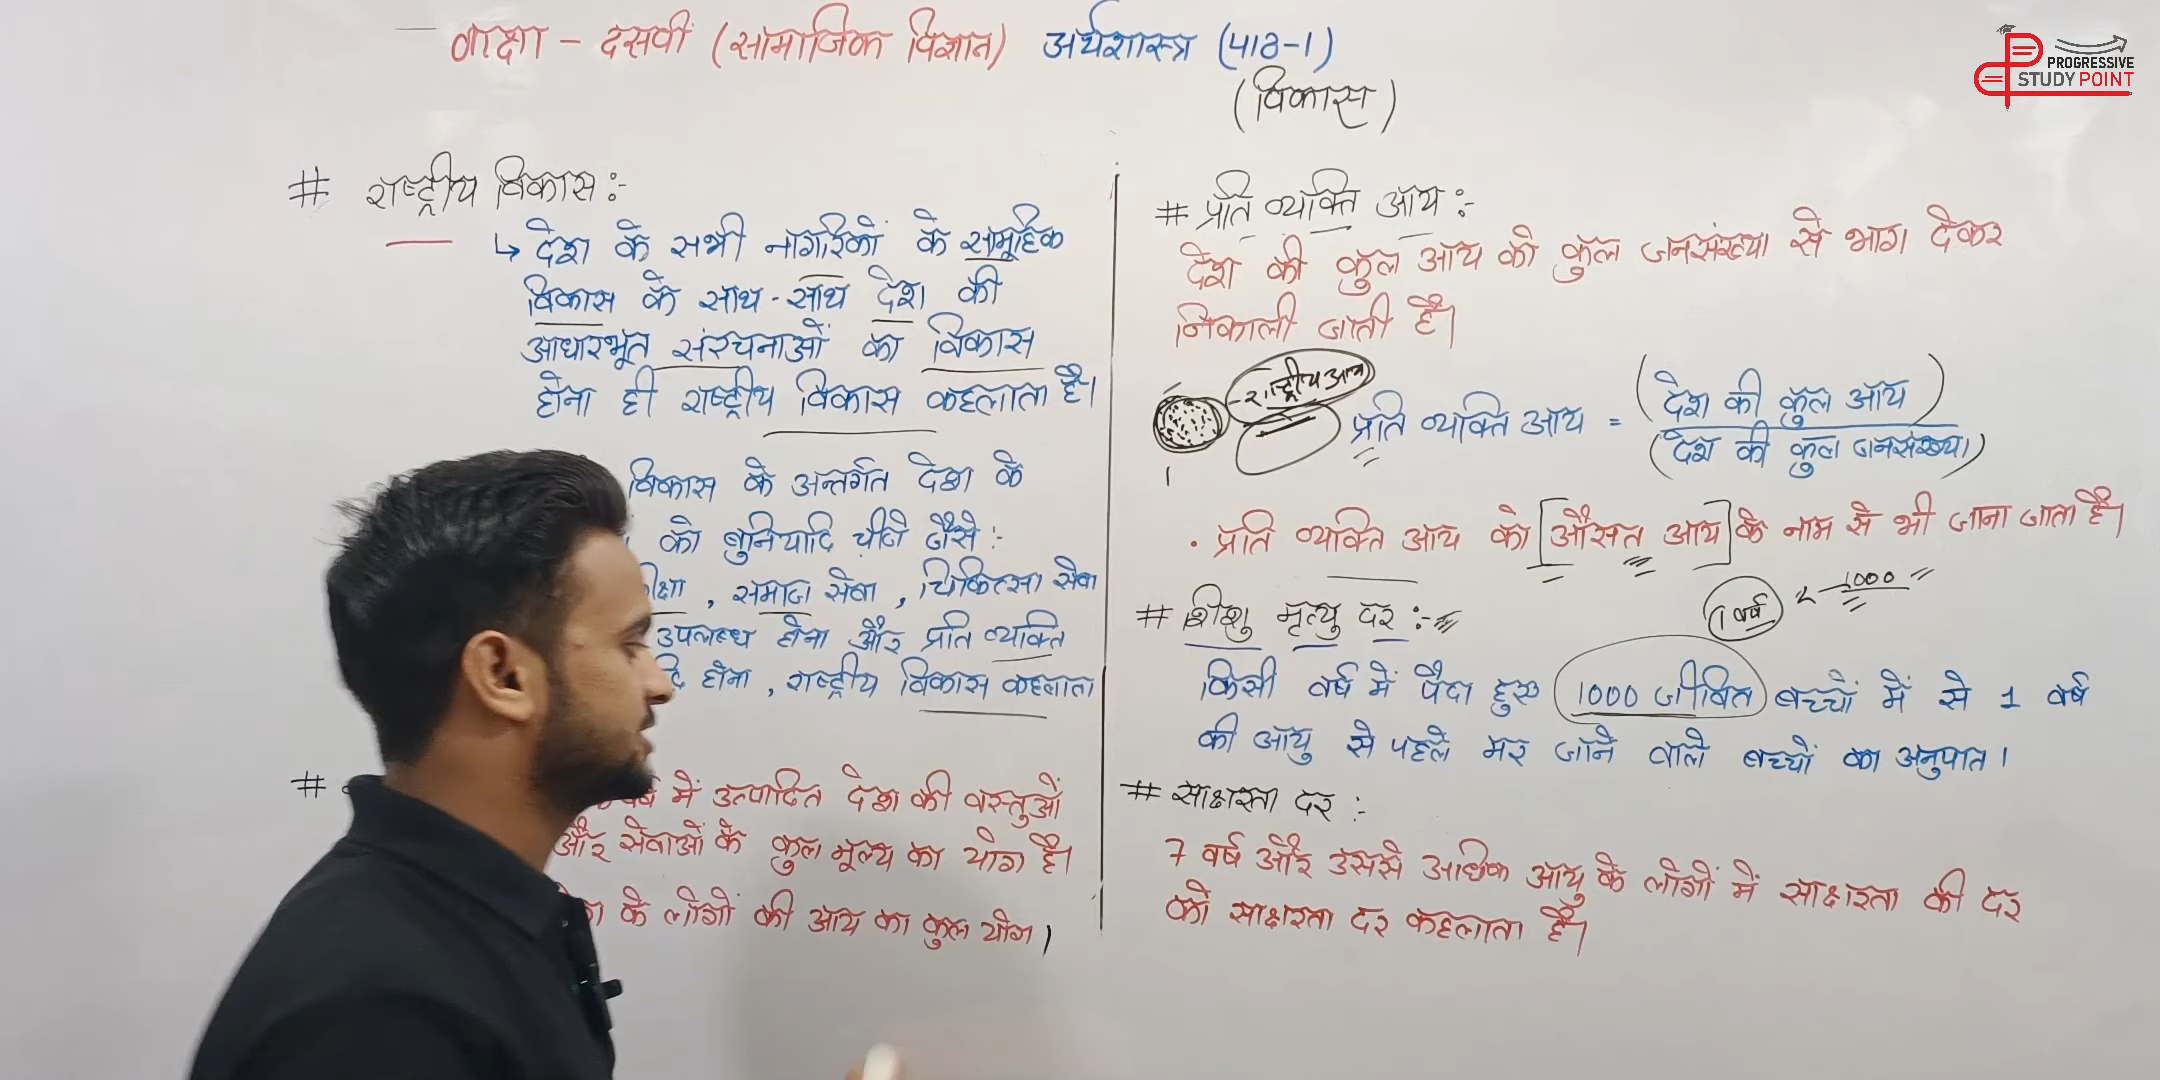 कक्षा - दसवीं (सामाजिक विज्ञान) अर्थशास्त्र (पाठ-1)
(विकास)
PROGRESSIVE
STUDY POINT
# राष्ट्रीय विकास :-
↳ देश के सभी नागरिकों के सामूहिक
विकास के साथ-साथ देश की
आधारभूत संरचनाओं का विकास
होना ही राष्ट्रीय विकास कहलाता है।
विकास के अन्तर्गत देश के
को बुनियादि चीजे जैसे :-
, समाज सेवा , चिकित्सा सेवा
उपलब्ध होना और प्रति व्यक्ति
होना , राष्ट्रीय विकास कहलाता
#
वर्ष में उत्पादित देश की वस्तुओं
और सेवाओं के कुल मूल्य का योग है।
के लोगों की आय का कुल योग।
# प्रति व्यक्ति आय :-
देश की कुल आय को कुल जनसंख्या से भाग देकर
निकाली जाती है।
राष्ट्रीय आय
प्रति व्यक्ति आय = (देश की कुल आय)
(देश की कुल जनसंख्या)
• प्रति व्यक्ति आय को [औसत आय] के नाम से भी जाना जाता है।
1 वर्ष 1000
# शिशु मृत्यु दर :-
किसी वर्ष में पैदा हुए 1000 जीवित बच्चों में से 1 वर्ष
की आयु से पहले मर जाने वाले बच्चों का अनुपात।
# साक्षरता दर :-
7 वर्ष और उससे अधिक आयु के लोगों में साक्षरता की दर
को साक्षरता दर कहलाता है।